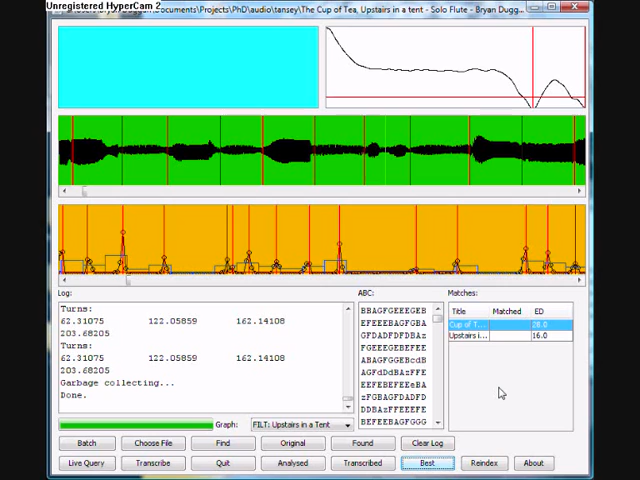 Unregistered HyperCam 2
Documents\Projects\PhD\audio\tansey\The Cup of Tea, Upstairs in a tent - Solo Flute - Bryan Dugg...
Log:
Turns:
62.31075 122.05859 162.14108
203.68205
Turns:
62.31075 122.05859 162.14108
203.68205
Garbage collecting...
Done.
ABC:
BBAGFGEEEGEB
EFEEEBAGFGBA
GFDADFDFDBAz
FGEEEGEBEFEE
ABAGFGGEBcdB
AGFdDdBAzFFE
EFEFBEFEEzBA
zFGBAGFDADFD
DDBAzFFEEEFF
BEFEEBAGFGGG
Matches:
Title Matched ED
Cup of T... 28.0
Upstairs i... 16.0
Graph: FILT: Upstairs in a Tent
Batch Choose File Find Original Found Clear Log
Live Query Transcribe Quit Analysed Transcribed Best Reindex About